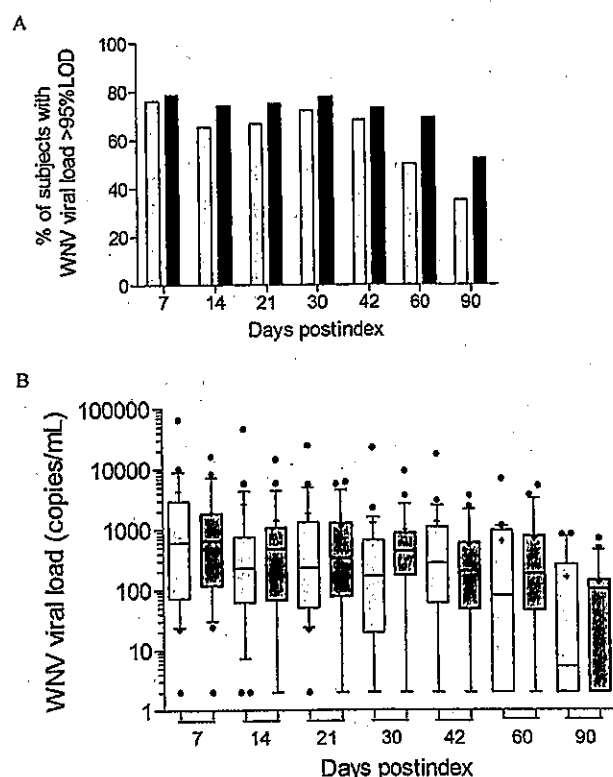 A
% of subjects with
WNV viral load >95%LOD
100
80
60
40
20
0
7 14 21 30 42 60 90
Days postindex
B
WNV viral load (copies/mL)
100000
10000
1000
100
10
1
7 14 21 30 42 60 90
Days postindex